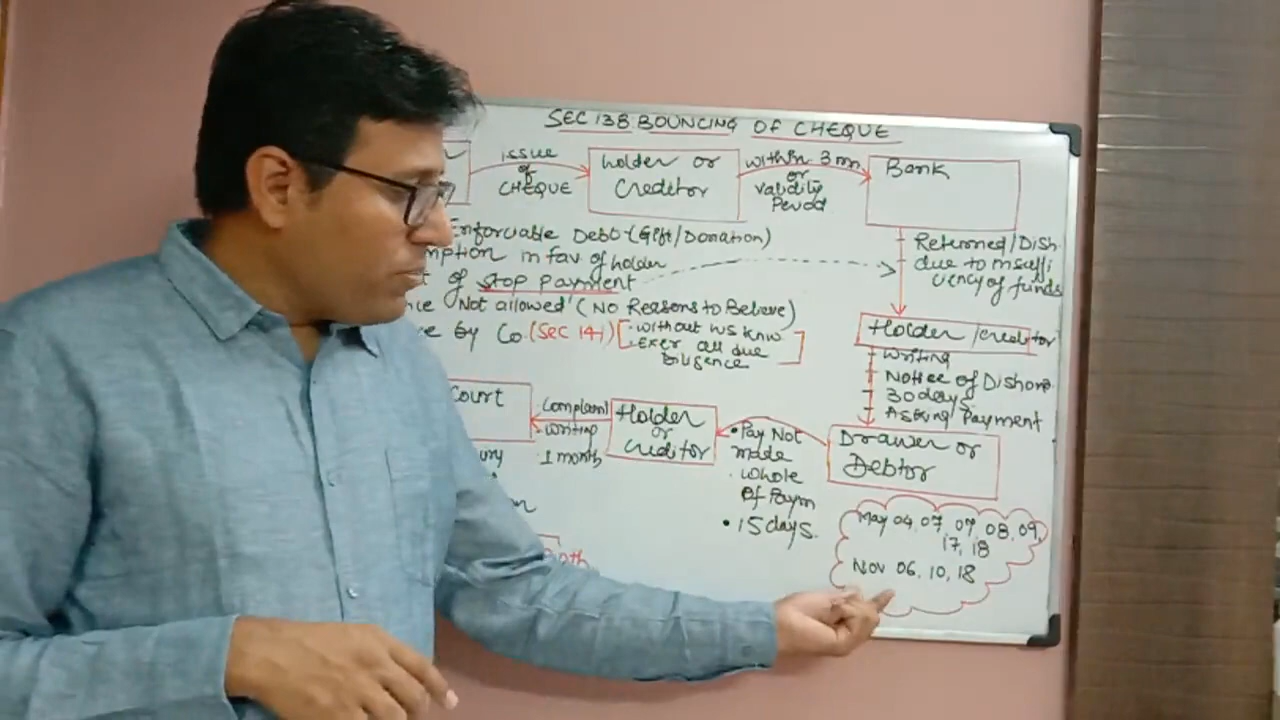 SEC 138 BOUNCING OF CHEQUE
issue
of
CHEQUE
holder or
Creditor
within 3 mn
or
Validity
Period
Bank
Enforciable Debt (Gift/Donation)
mption in fav of holder
of stop payment
nce Not allowed (No Reasons to Believe)
e by Co. (Sec 141)
without
Know
Exer all due
Diligence
Returned/Dish
due to insuffi
ciency of funds
Holder/creditor
writing
Notice of Dishono
30 days
Asking Payment
Drawer or
Debtor
Pay Not
made
whole
of Paym
15 days.
Holder
or
creditor
complaint
writing
1 month
Court
May 04, 07, 09, 08, 09,
17, 18
Nov 06, 10, 18